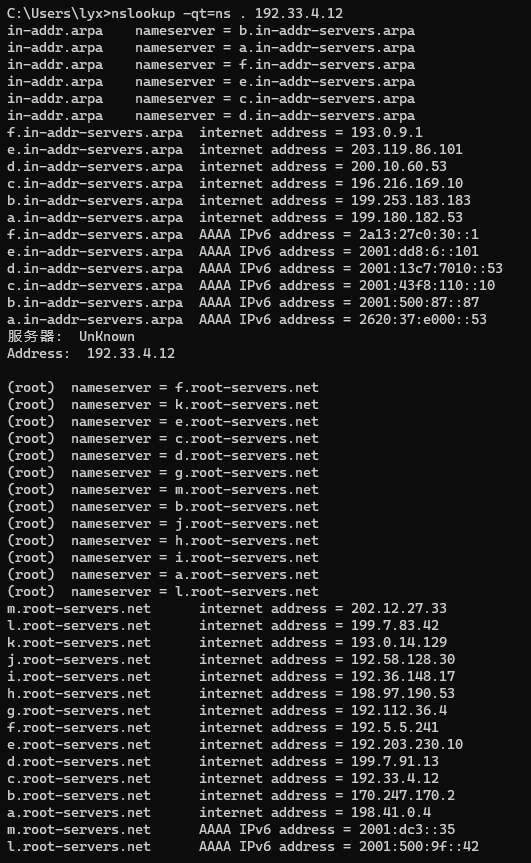 C:\Users\lyx>nslookup -qt=ns . 192.33.4.12
in-addr.arpa    nameserver = b.in-addr-servers.arpa
in-addr.arpa    nameserver = a.in-addr-servers.arpa
in-addr.arpa    nameserver = f.in-addr-servers.arpa
in-addr.arpa    nameserver = e.in-addr-servers.arpa
in-addr.arpa    nameserver = c.in-addr-servers.arpa
in-addr.arpa    nameserver = d.in-addr-servers.arpa
f.in-addr-servers.arpa  internet address = 193.0.9.1
e.in-addr-servers.arpa  internet address = 203.119.86.101
d.in-addr-servers.arpa  internet address = 200.10.60.53
c.in-addr-servers.arpa  internet address = 196.216.169.10
b.in-addr-servers.arpa  internet address = 199.253.183.183
a.in-addr-servers.arpa  internet address = 199.180.182.53
f.in-addr-servers.arpa  AAAA IPv6 address = 2a13:27c0:30::1
e.in-addr-servers.arpa  AAAA IPv6 address = 2001:dd8:6::101
d.in-addr-servers.arpa  AAAA IPv6 address = 2001:13c7:7010::53
c.in-addr-servers.arpa  AAAA IPv6 address = 2001:43f8:110::10
b.in-addr-servers.arpa  AAAA IPv6 address = 2001:500:87::87
a.in-addr-servers.arpa  AAAA IPv6 address = 2620:37:e000::53
服务器:  UnKnown
Address:  192.33.4.12
(root)  nameserver = f.root-servers.net
(root)  nameserver = k.root-servers.net
(root)  nameserver = e.root-servers.net
(root)  nameserver = c.root-servers.net
(root)  nameserver = d.root-servers.net
(root)  nameserver = g.root-servers.net
(root)  nameserver = m.root-servers.net
(root)  nameserver = b.root-servers.net
(root)  nameserver = j.root-servers.net
(root)  nameserver = h.root-servers.net
(root)  nameserver = i.root-servers.net
(root)  nameserver = a.root-servers.net
(root)  nameserver = l.root-servers.net
m.root-servers.net      internet address = 202.12.27.33
l.root-servers.net      internet address = 199.7.83.42
k.root-servers.net      internet address = 193.0.14.129
j.root-servers.net      internet address = 192.58.128.30
i.root-servers.net      internet address = 192.36.148.17
h.root-servers.net      internet address = 198.97.190.53
g.root-servers.net      internet address = 192.112.36.4
f.root-servers.net      internet address = 192.5.5.241
e.root-servers.net      internet address = 192.203.230.10
d.root-servers.net      internet address = 199.7.91.13
c.root-servers.net      internet address = 192.33.4.12
b.root-servers.net      internet address = 170.247.170.2
a.root-servers.net      internet address = 198.41.0.4
m.root-servers.net      AAAA IPv6 address = 2001:dc3::35
l.root-servers.net      AAAA IPv6 address = 2001:500:9f::42